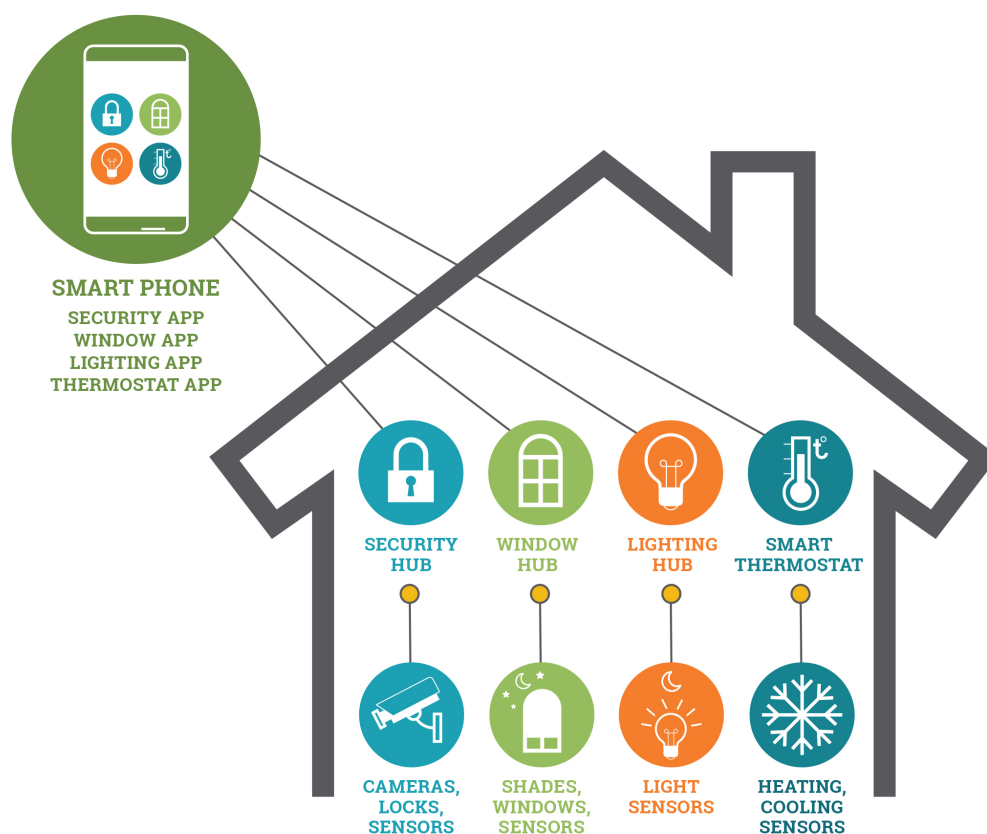 SMART PHONE
SECURITY APP
WINDOW APP
LIGHTING APP
THERMOSTAT APP
t°
t°
SECURITY
HUB
WINDOW
HUB
LIGHTING
HUB
SMART
THERMOSTAT
CAMERAS,
LOCKS,
SENSORS
SHADES,
WINDOWS,
SENSORS
LIGHT
SENSORS
HEATING,
COOLING
SENSORS